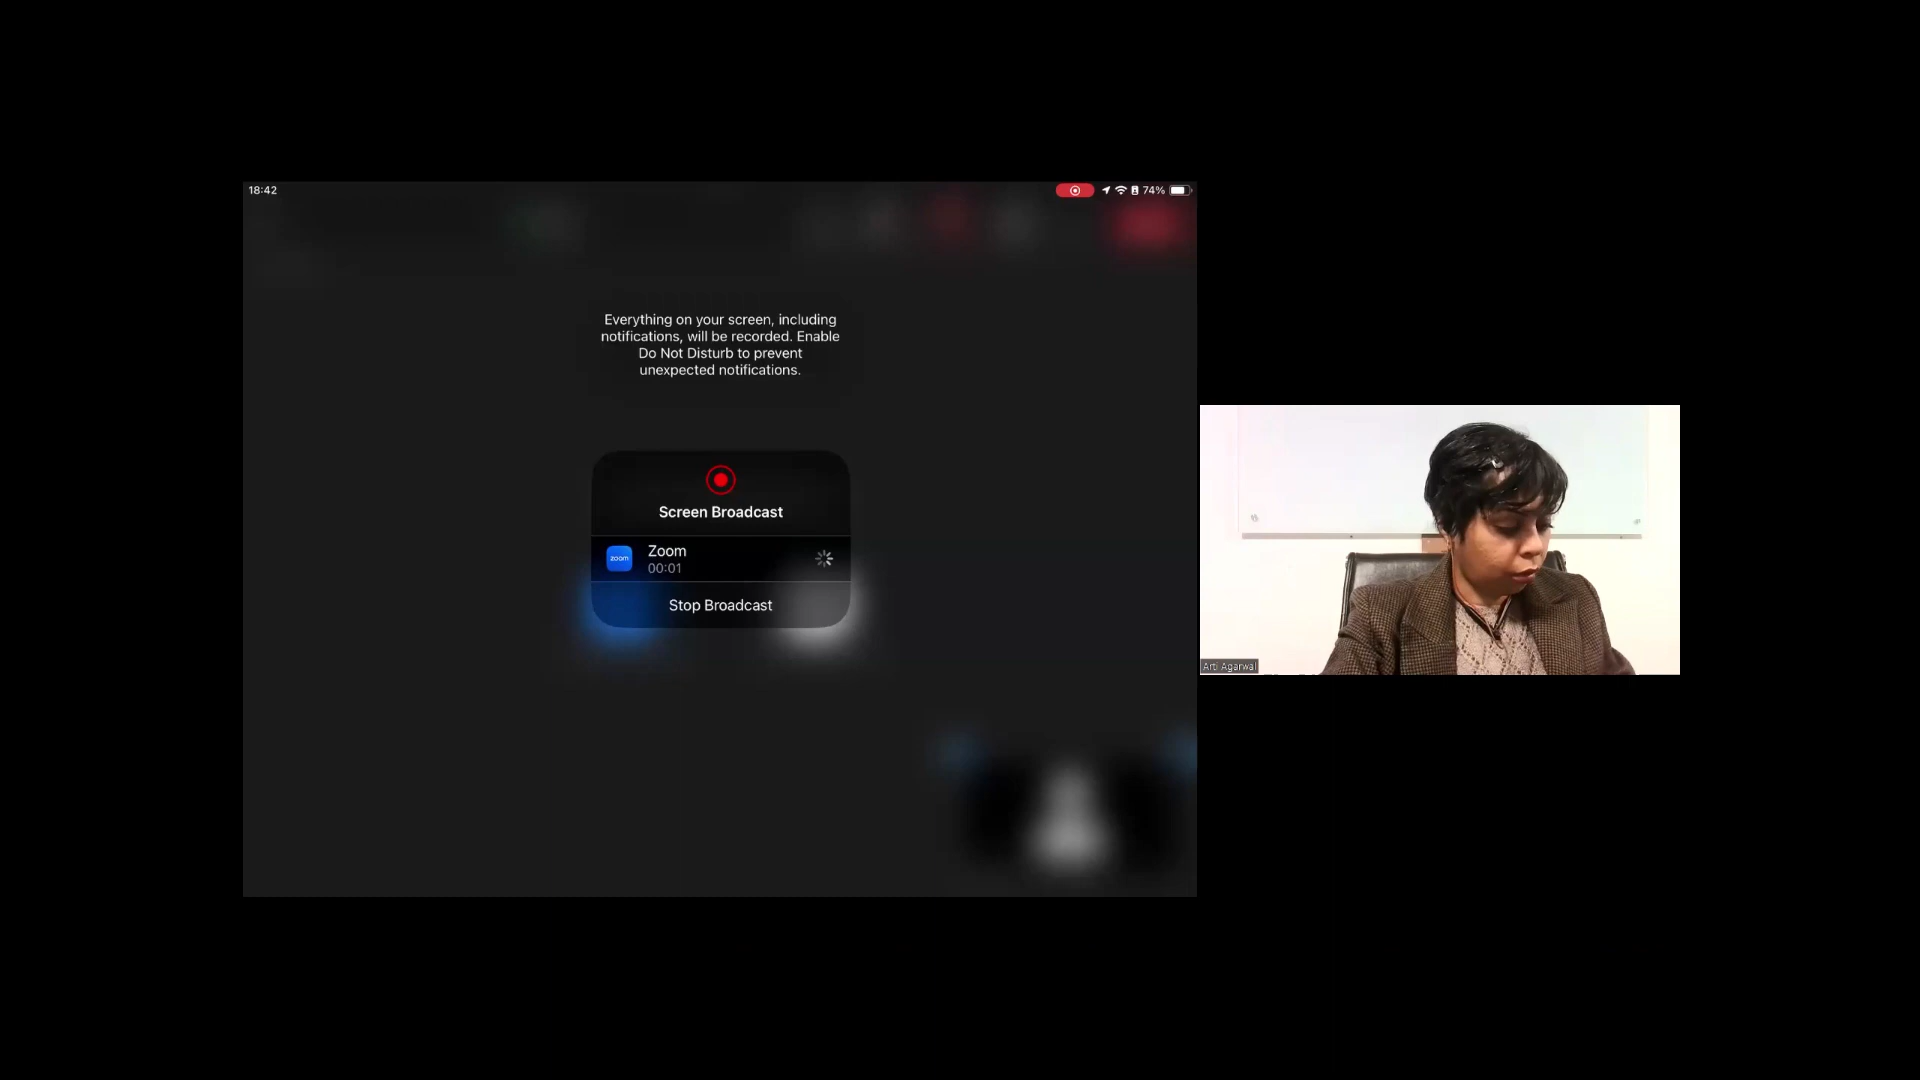 18:42
74%
Everything on your screen, including
notifications, will be recorded. Enable
Do Not Disturb to prevent
unexpected notifications.
Screen Broadcast
zoom
Zoom
00:01
Stop Broadcast
Arti Agarwal